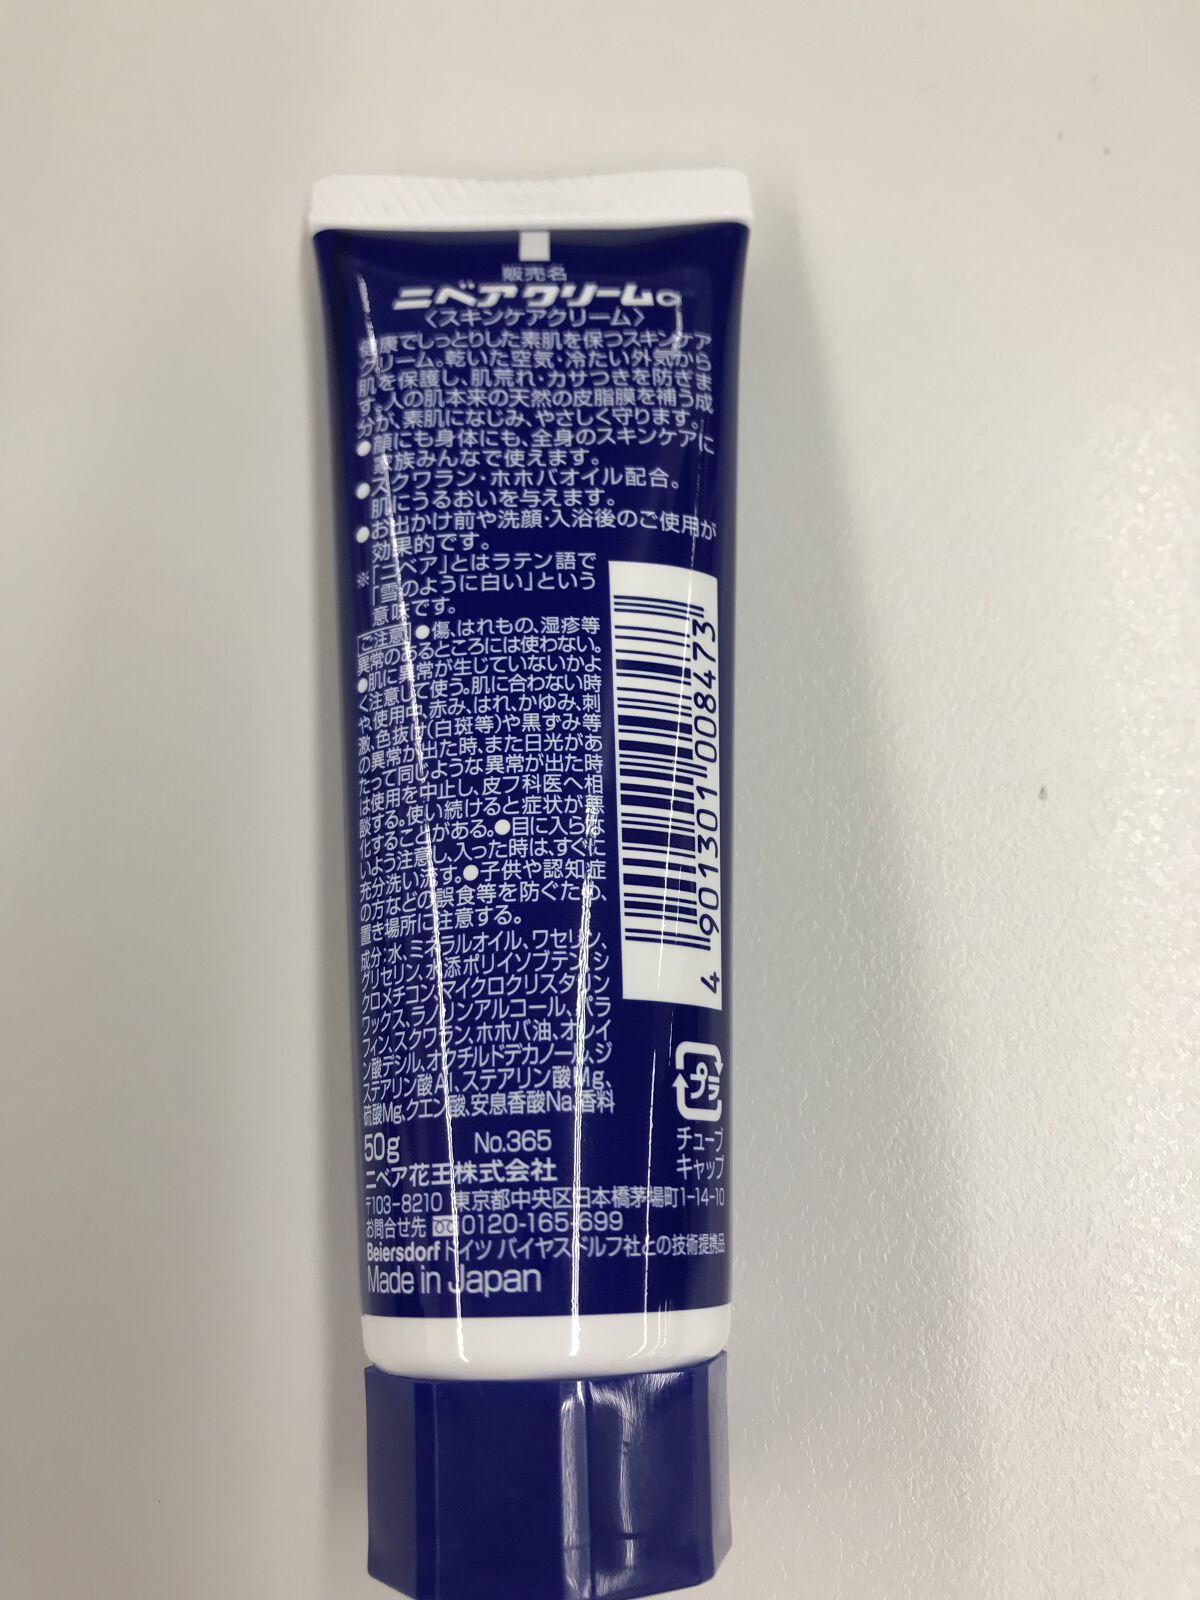 販売名
ニベアクリームα
〈スキンケアクリーム〉
健康でしっとりした素肌を保つスキンケア
クリーム。乾いた空気・冷たい外気から
肌を保護し、肌荒れ・カサつきを防ぎま
す。人の肌本来の天然の皮脂膜を補う成
分が、素肌になじみ、やさしく守ります。
●顔にも身体にも、全身のスキンケアに
家族みんなで使えます。
●スクワラン・ホホバオイル配合。
肌にうるおいを与えます。
●お出かけ前や洗顔・入浴後のご使用が
効果的です。
※「ニベア」とはラテン語で
「雪のように白い」という
意味です。
ご注意 ●傷、はれもの、湿疹等
異常のあるところには使わない。
●肌に異常が生じていないかよ
く注意して使う。肌に合わない時
や、使用中、赤み、はれ、かゆみ、刺
激、色抜け(白斑等)や黒ずみ等
の異常が出た時、また日光があ
たって同じような異常が出た時
は使用を中止し、皮フ科医へ相
談する。使い続けると症状が悪
化することがある。●目に入らな
いよう注意し、入った時は、すぐに
充分洗い流す。●子供や認知症
の方などの誤食等を防ぐため、
置き場所に注意する。
成分:水、ミネラルオイル、ワセリン、
グリセリン、水添ポリイソブテン、シ
クロメチコン、マイクロクリスタリン
ワックス、ラノリンアルコール、パラ
フィン、スクワラン、ホホバ油、オレイ
ン酸デシル、オクチルドデカノール、ジ
ステアリン酸Al、ステアリン酸Mg、
硫酸Mg、クエン酸、安息香酸Na、香料
4 901301 008473
プラ
チューブ
キャップ
50g No.365
ニベア花王株式会社
〒103-8210 東京都中央区日本橋茅場町1-14-10
お問合せ先 0120-165-699
Beiersdorf ドイツ バイヤスドルフ社との技術提携品
Made in Japan